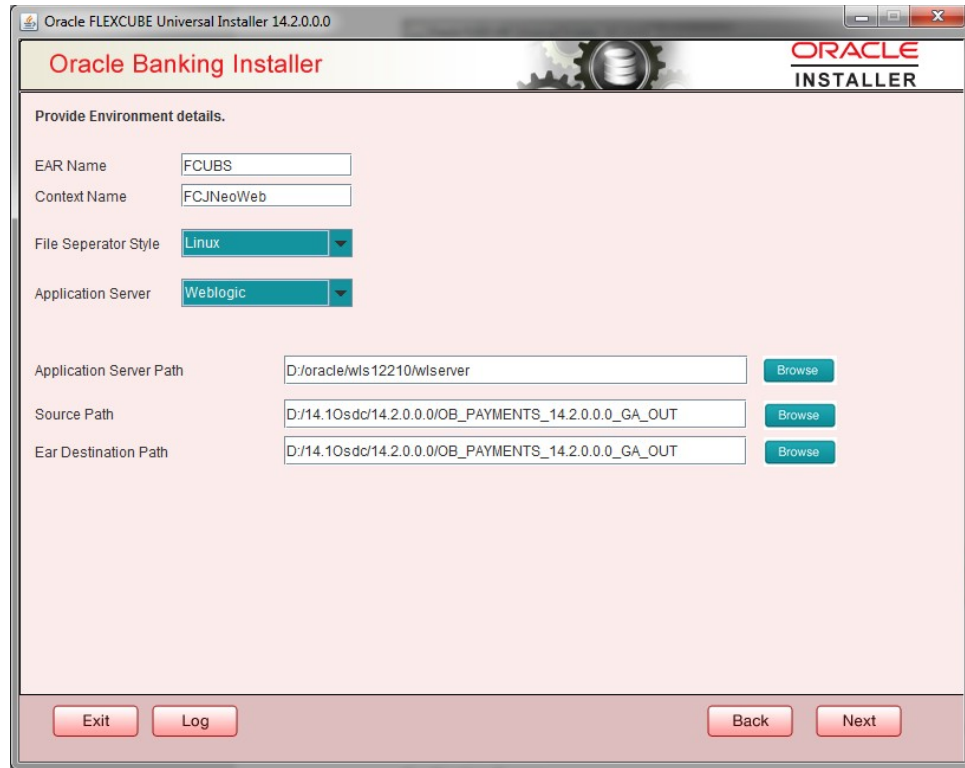 Oracle FLEXCUBE Universal Installer 14.2.0.0.0
Oracle Banking Installer
ORACLE
INSTALLER
Provide Environment details.
EAR Name FCUBS
Context Name FCJNeoWeb
File Seperator Style Linux
Application Server Weblogic
Application Server Path D:/oracle/wls12210/wlserver Browse
Source Path D:/14.1Osdc/14.2.0.0.0/OB_PAYMENTS_14.2.0.0.0_GA_OUT Browse
Ear Destination Path D:/14.1Osdc/14.2.0.0.0/OB_PAYMENTS_14.2.0.0.0_GA_OUT Browse
Exit Log Back Next